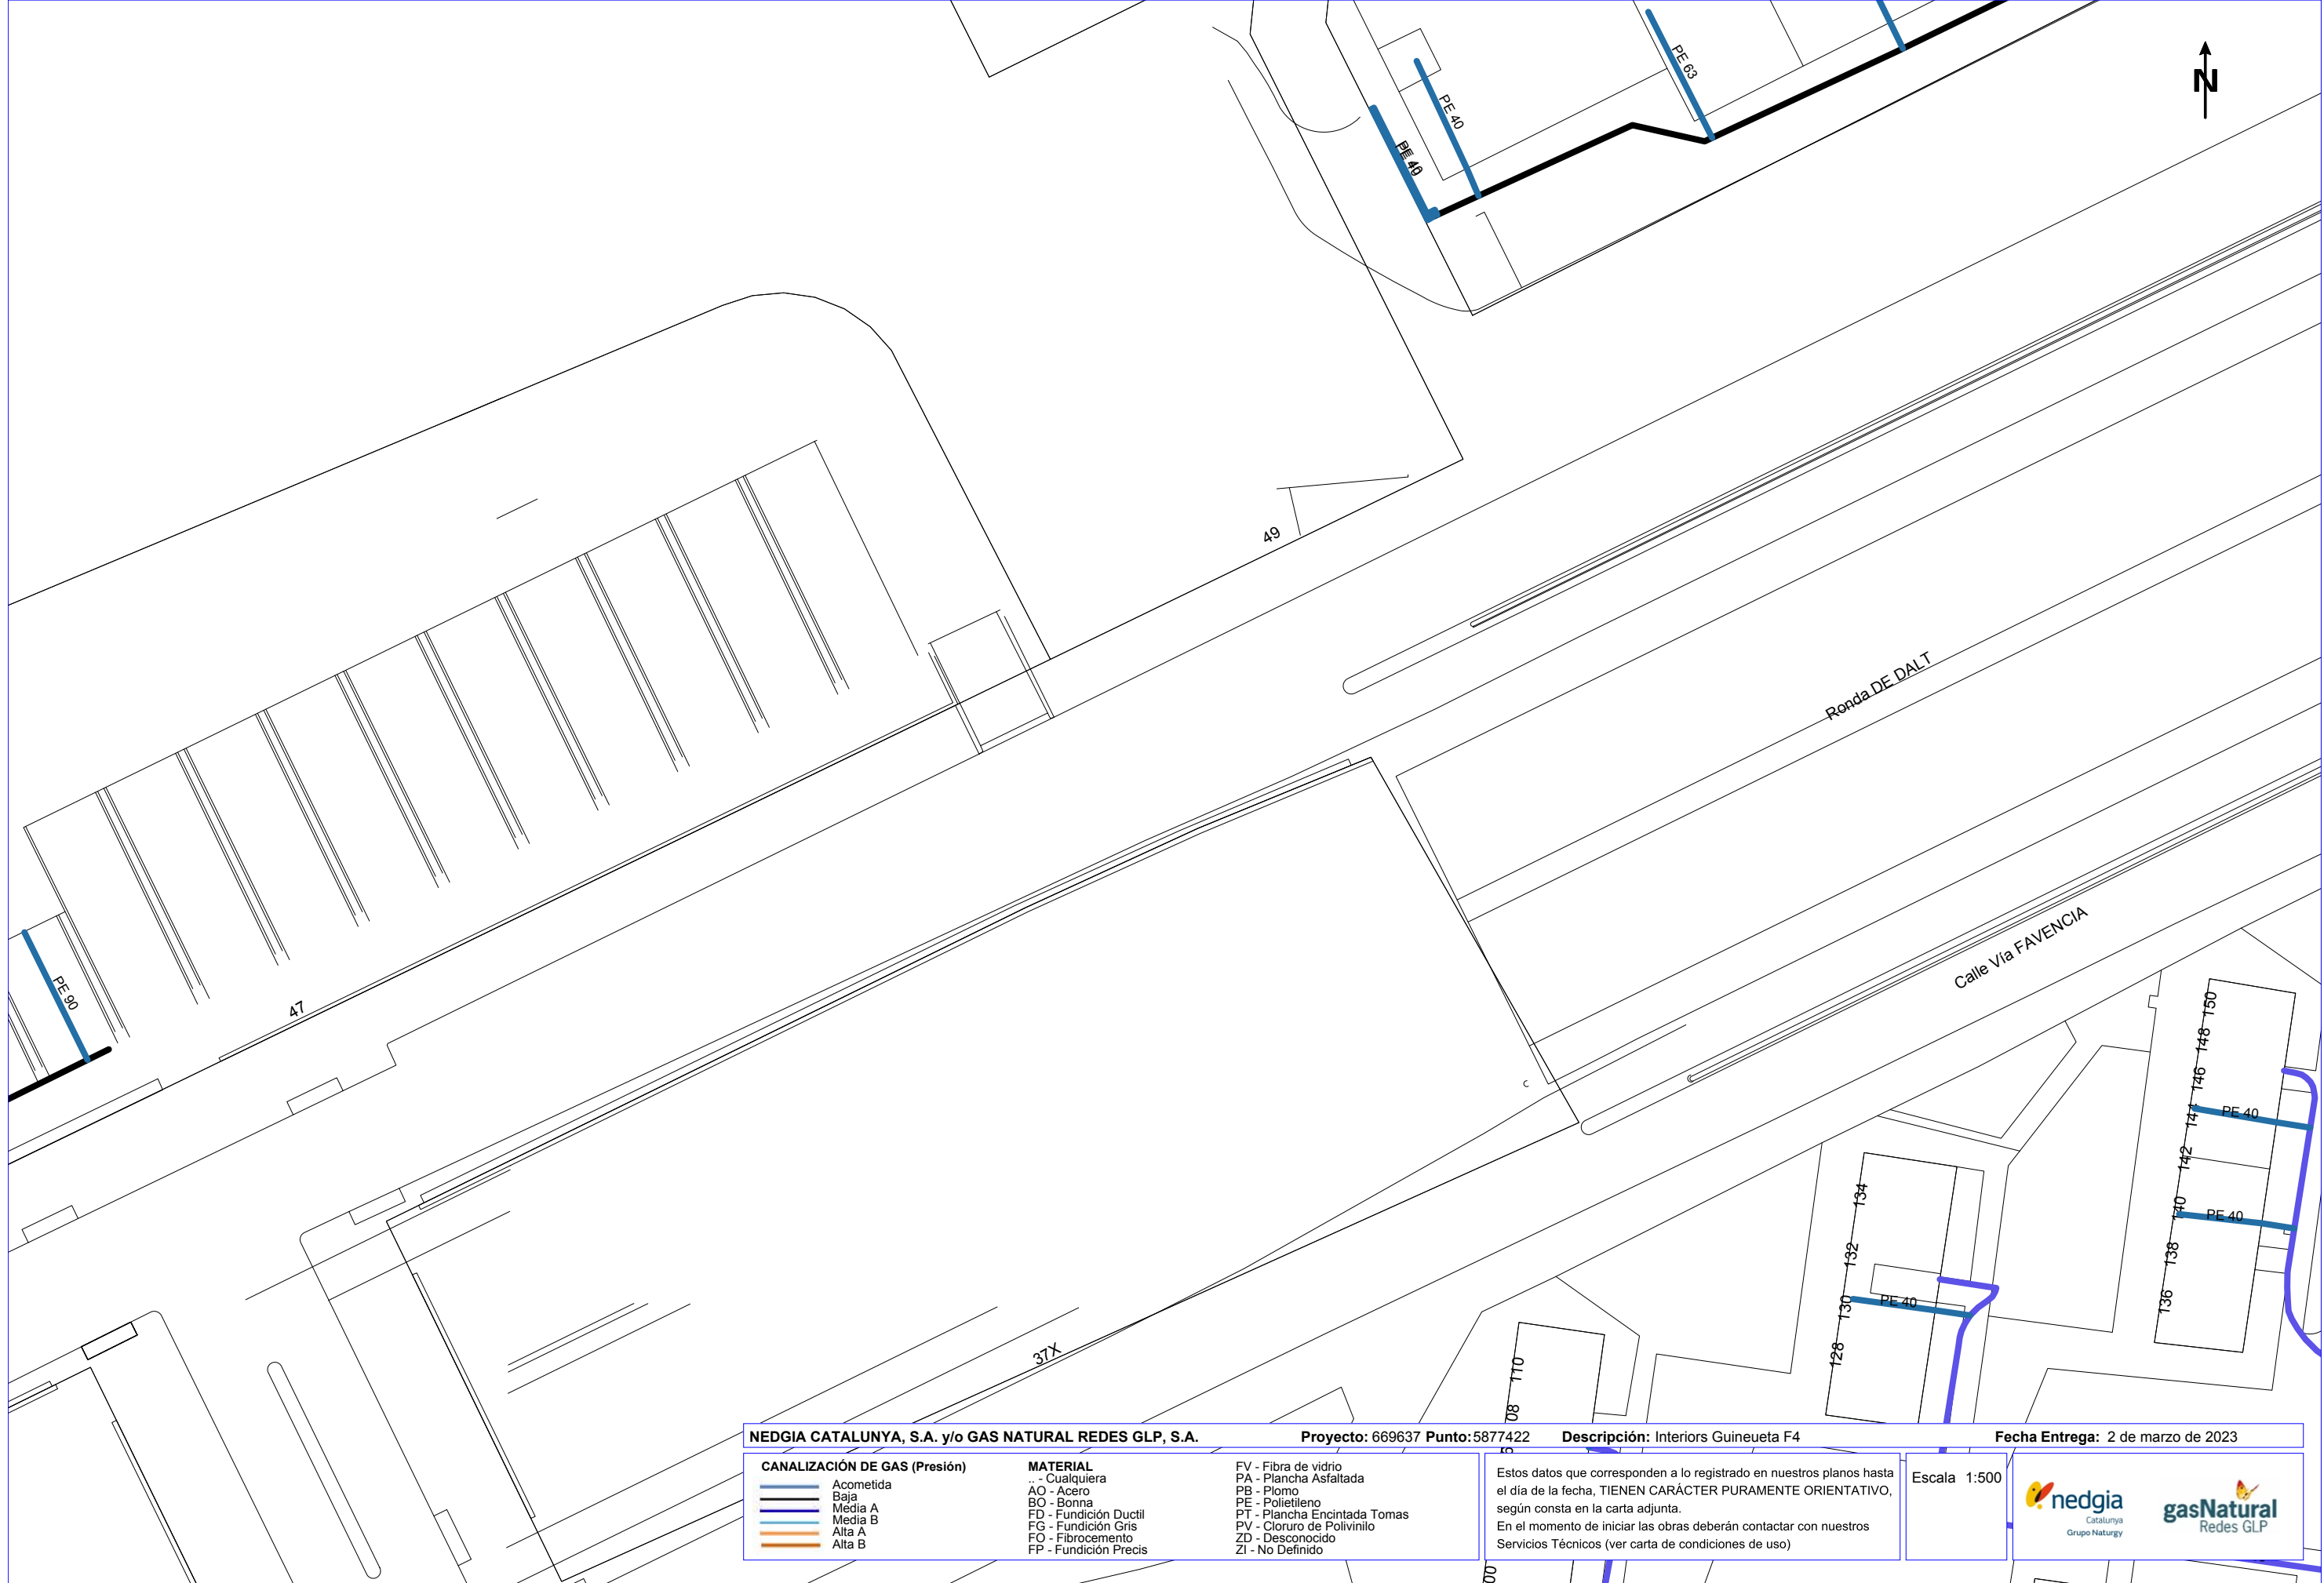 N
PE 63
PE 40
PE 40
49
Ronda DE DALT
Calle Vía FAVENCIA
PE 90
47
150
148
146
144
PE 40
142
140
PE 40
138
136
134
132
130
PE 40
128
37X
110
08
00
NEDGIA CATALUNYA, S.A. y/o GAS NATURAL REDES GLP, S.A. Proyecto: 669637 Punto: 5877422 Descripción: Interiors Guineueta F4 Fecha Entrega: 2 de marzo de 2023
CANALIZACIÓN DE GAS (Presión)
Acometida
Baja
Media A
Media B
Alta A
Alta B
MATERIAL
.. - Cualquiera
AO - Acero
BO - Bonna
FD - Fundición Ductil
FG - Fundición Gris
FO - Fibrocemento
FP - Fundición Precis
FV - Fibra de vidrio
PA - Plancha Asfaltada
PB - Plomo
PE - Polietileno
PT - Plancha Encintada Tomas
PV - Cloruro de Polivinilo
ZD - Desconocido
ZI - No Definido
Estos datos que corresponden a lo registrado en nuestros planos hasta
el día de la fecha, TIENEN CARÁCTER PURAMENTE ORIENTATIVO,
según consta en la carta adjunta.
En el momento de iniciar las obras deberán contactar con nuestros
Servicios Técnicos (ver carta de condiciones de uso)
Escala 1:500
nedgia
Catalunya
Grupo Naturgy
gasNatural
Redes GLP